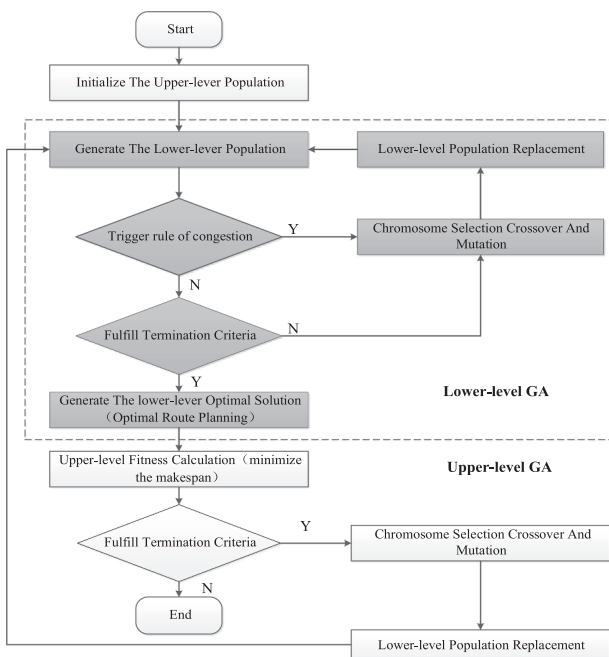 Start
Initialize The Upper-lever Population
Generate The Lower-lever Population
Lower-level Population Replacement
Trigger rule of congestion
Y
Chromosome Selection Crossover And
Mutation
N
Fulfill Termination Criteria
N
Y
Generate The lower-lever Optimal Solution
（Optimal Route Planning）
Lower-level GA
Upper-level Fitness Calculation（minimize
the makespan）
Upper-level GA
Fulfill Termination Criteria
Y
Chromosome Selection Crossover And
Mutation
N
End
Lower-level Population Replacement